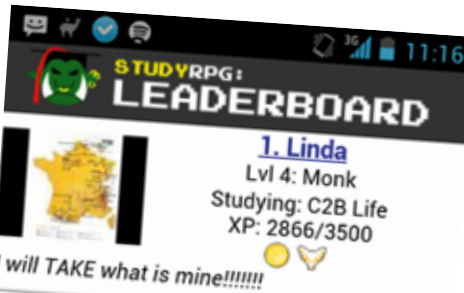 3G 11:16
STUDYRPG:
LEADERBOARD
1. Linda
Lvl 4: Monk
Studying: C2B Life
XP: 2866/3500
I will TAKE what is mine!!!!!!!